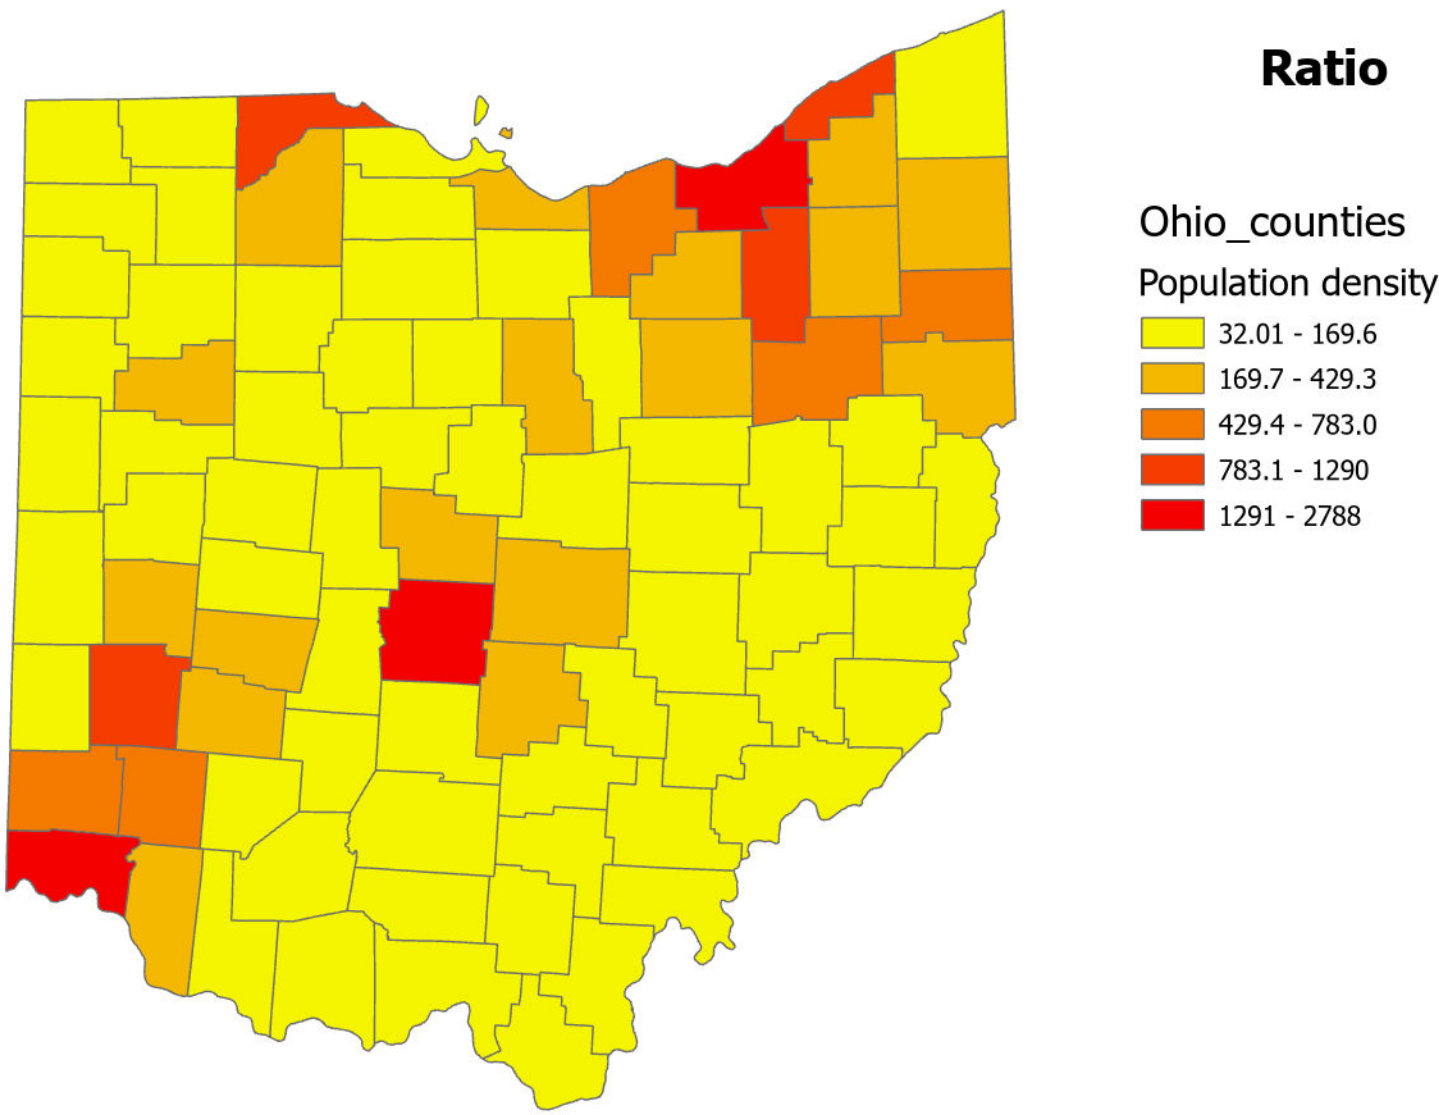 Ratio
Ohio_counties
Population density
32.01 - 169.6
169.7 - 429.3
429.4 - 783.0
783.1 - 1290
1291 - 2788